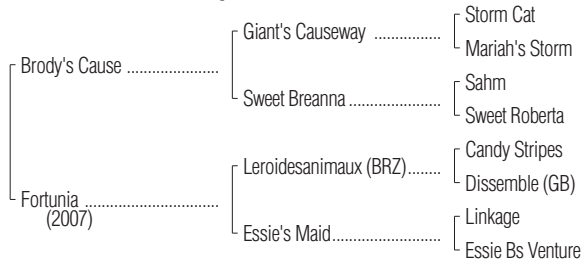 Storm Cat
Giant's Causeway ................
Mariah's Storm
Brody's Cause ......................
Sahm
Sweet Breanna ......................
Sweet Roberta
Candy Stripes
Leroidesanimaux (BRZ)........
Dissemble (GB)
Fortunia ................................
(2007)
Linkage
Essie's Maid..........................
Essie Bs Venture